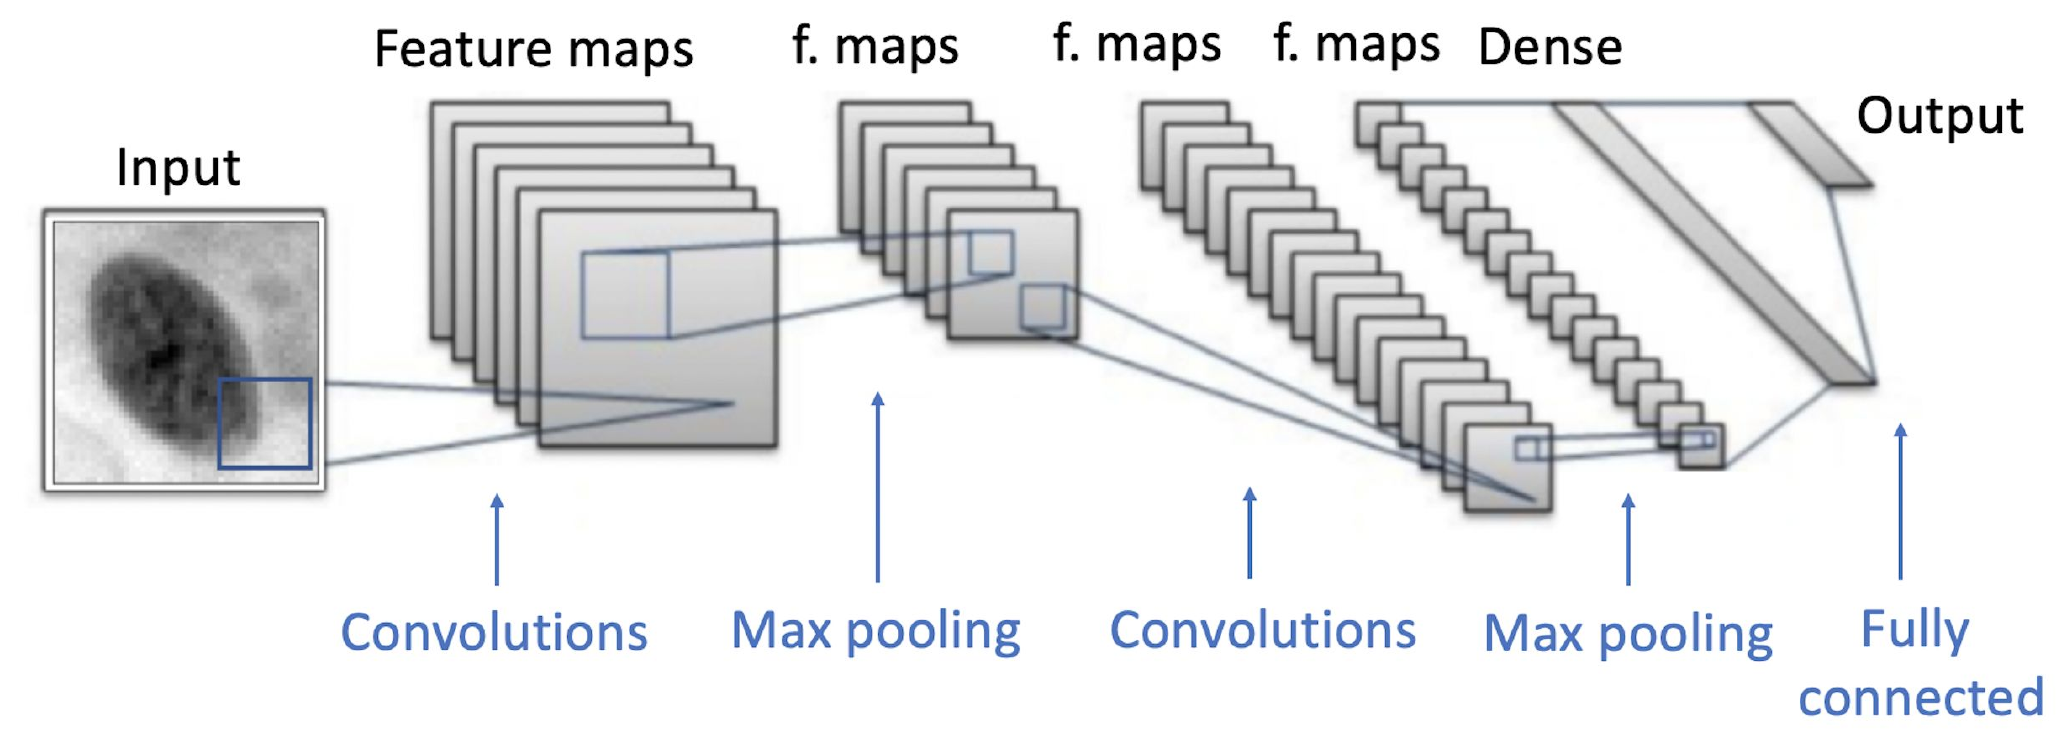 Feature maps
f. maps
f. maps
f. maps
Dense
Output
Input
Convolutions
Max pooling
Convolutions
Max pooling
Fully
connected